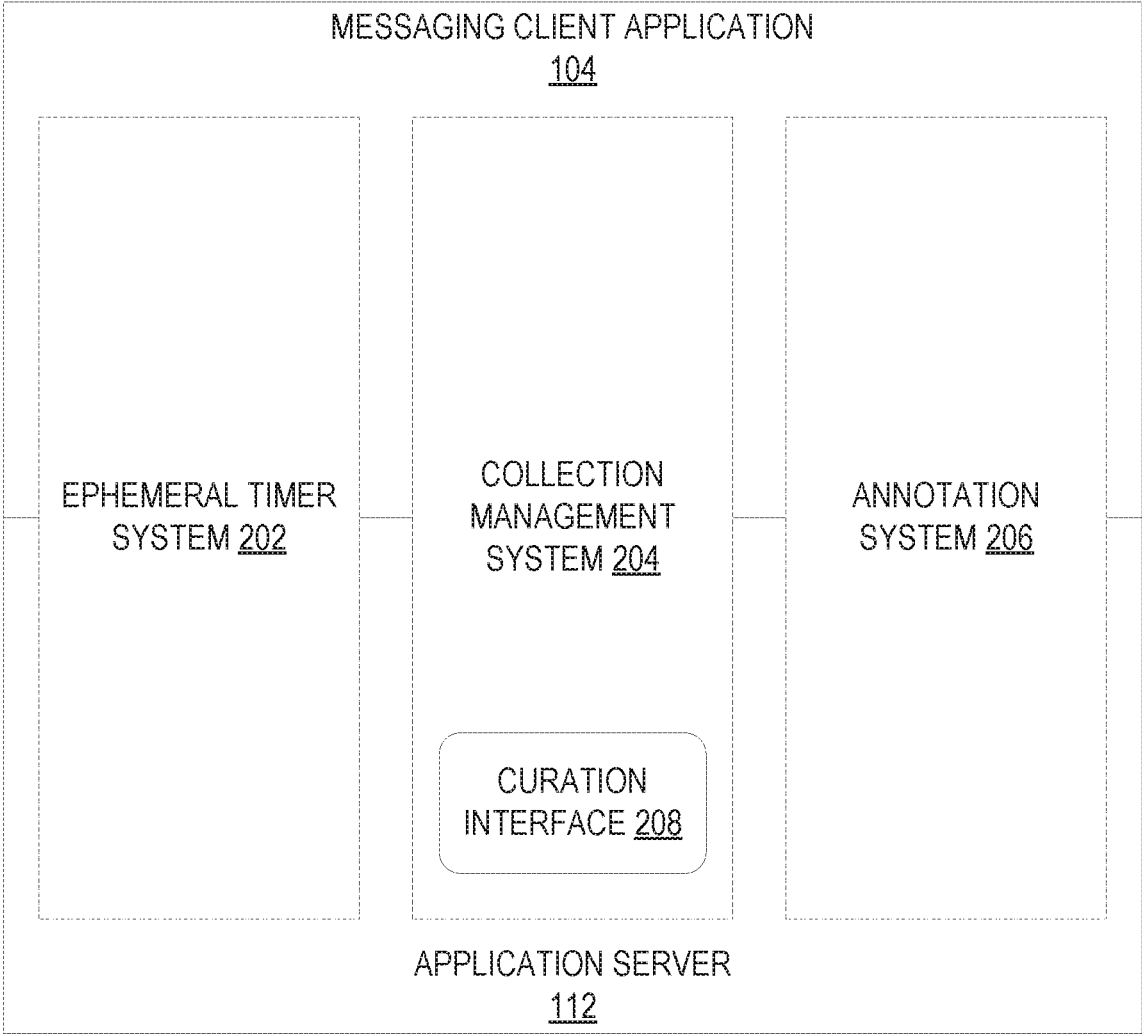 MESSAGING CLIENT APPLICATION
104
EPHEMERAL TIMER
SYSTEM 202
COLLECTION
MANAGEMENT
SYSTEM 204
ANNOTATION
SYSTEM 206
CURATION
INTERFACE 208
APPLICATION SERVER
112